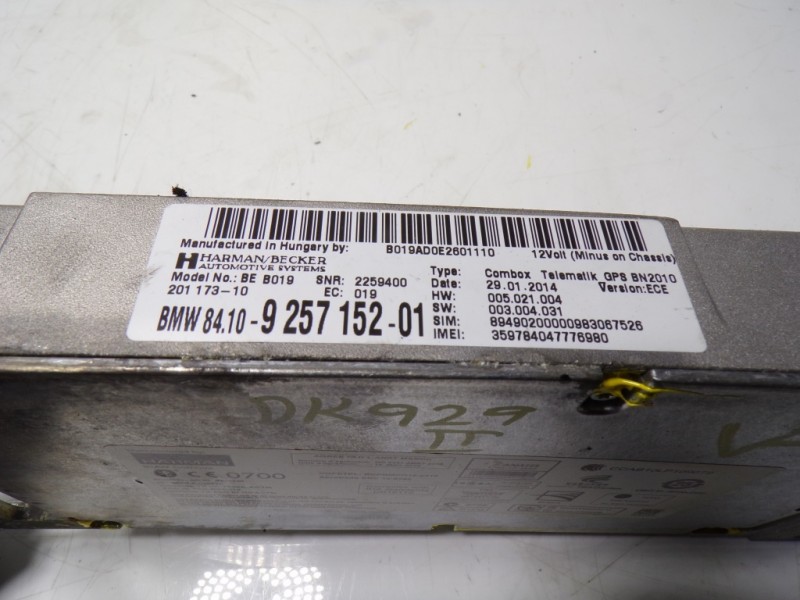 Manufactured in Hungary by: B019AD0E2601110 12Volt (Minus on Chassis)
HARMAN/BECKER
AUTOMOTIVE SYSTEMS
Type: Combox Telematik GPS BN2010
Model No.: BE B019 SNR: 2259400 Date: 29.01.2014 Version: ECE
201 173-10 EC: 019 HW: 005.021.004
SW: 003.004.031
BMW 84.10-9 257 152-01 SIM: 89490200000983067526
IMEI: 359784047776980
DK929
II
CE 0700